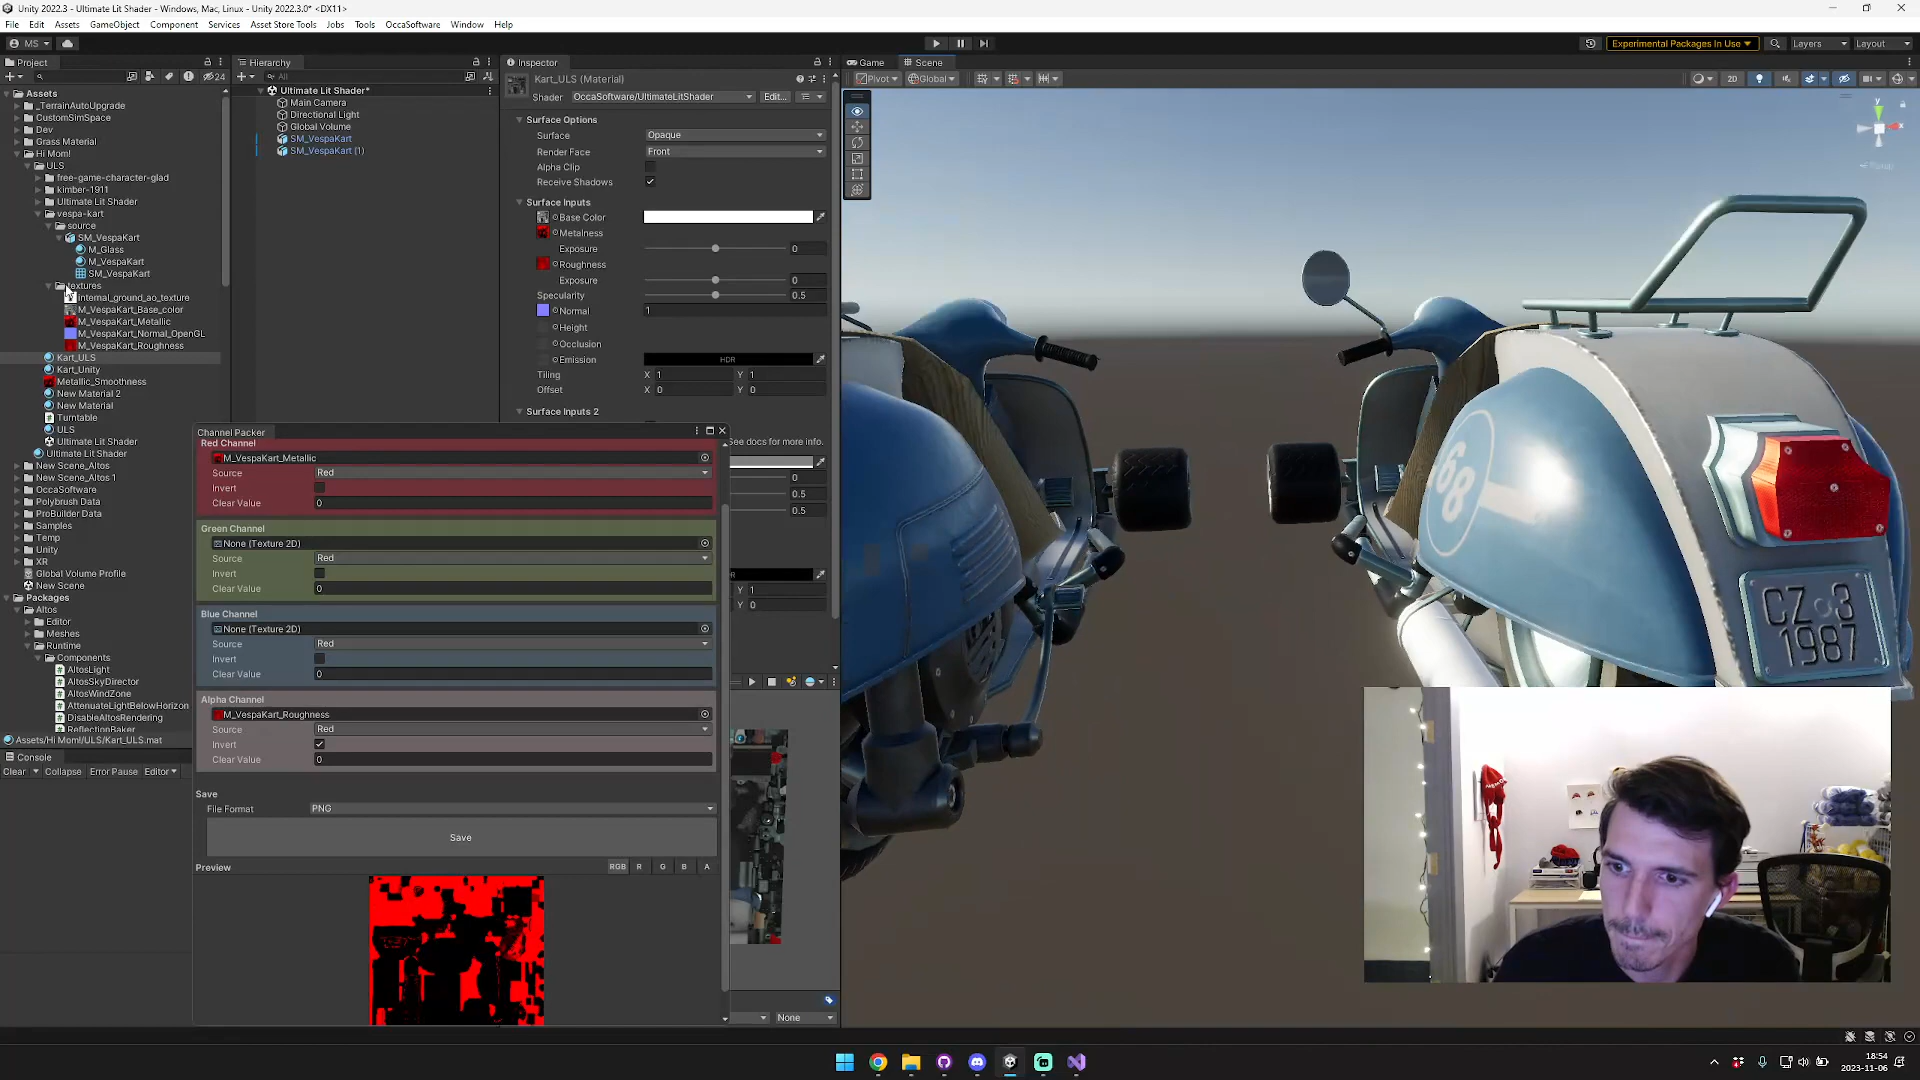 Unity 2022.3 - Ultimate Lit Shader - Windows, Mac, Linux - Unity 2022.3.0* <DX11>
File Edit Assets GameObject Component Services Asset Store Tools Jobs Tools OccaSoftware Window Help
MS
Experimental Packages In Use
Layers
Layout
Project
24
Assets
_TerrainAutoUpgrade
CustomSimSpace
Dev
Grass Material
Hi Mom!
ULS
free-game-character-glad
kimber-1911
Ultimate Lit Shader
vespa-kart
source
SM_VespaKart
M_Glass
M_VespaKart
SM_VespaKart
textures
internal_ground_ao_texture
M_VespaKart_Base_color
M_VespaKart_Metallic
M_VespaKart_Normal_OpenGL
M_VespaKart_Roughness
Kart_ULS
Kart_Unity
Metallic_Smoothness
New Material 2
New Material
Turntable
ULS
Ultimate Lit Shader
Ultimate Lit Shader
New Scene_Altos
New Scene_Altos 1
OccaSoftware
Polybrush Data
ProBuilder Data
Samples
Temp
Unity
XR
Global Volume Profile
New Scene
Packages
Altos
Editor
Meshes
Runtime
Components
AltosLight
AltosSkyDirector
AltosWindZone
AttenuateLightBelowHorizon
DisableAltosRendering
ReflectionBaker
Assets/Hi Mom!/ULS/Kart_ULS.mat
Console
Clear Collapse Error Pause Editor
Hierarchy
All
Ultimate Lit Shader*
Main Camera
Directional Light
Global Volume
SM_VespaKart
SM_VespaKart (1)
Inspector
Kart_ULS (Material)
Shader OccaSoftware/UltimateLitShader Edit...
Surface Options
Surface Opaque
Render Face Front
Alpha Clip
Receive Shadows
Surface Inputs
Base Color
Metalness
Exposure 0
Roughness
Exposure 0
Specularity 0.5
Normal 1
Height
Occlusion
Emission HDR
Tiling X 1 Y 1
Offset X 0 Y 0
Surface Inputs 2
See docs for more info.
0
0.5
0.5
Y 1
Y 0
None
Channel Packer
Red Channel
M_VespaKart_Metallic
Source Red
Invert
Clear Value 0
Green Channel
None (Texture 2D)
Source Red
Invert
Clear Value 0
Blue Channel
None (Texture 2D)
Source Red
Invert
Clear Value 0
Alpha Channel
M_VespaKart_Roughness
Source Red
Invert
Clear Value 0
Save
File Format PNG
Save
Preview
RGB R G B A
Game Scene
Pivot Global
2D
y
x
68
CZ 3
1987
18:54
2023-11-06